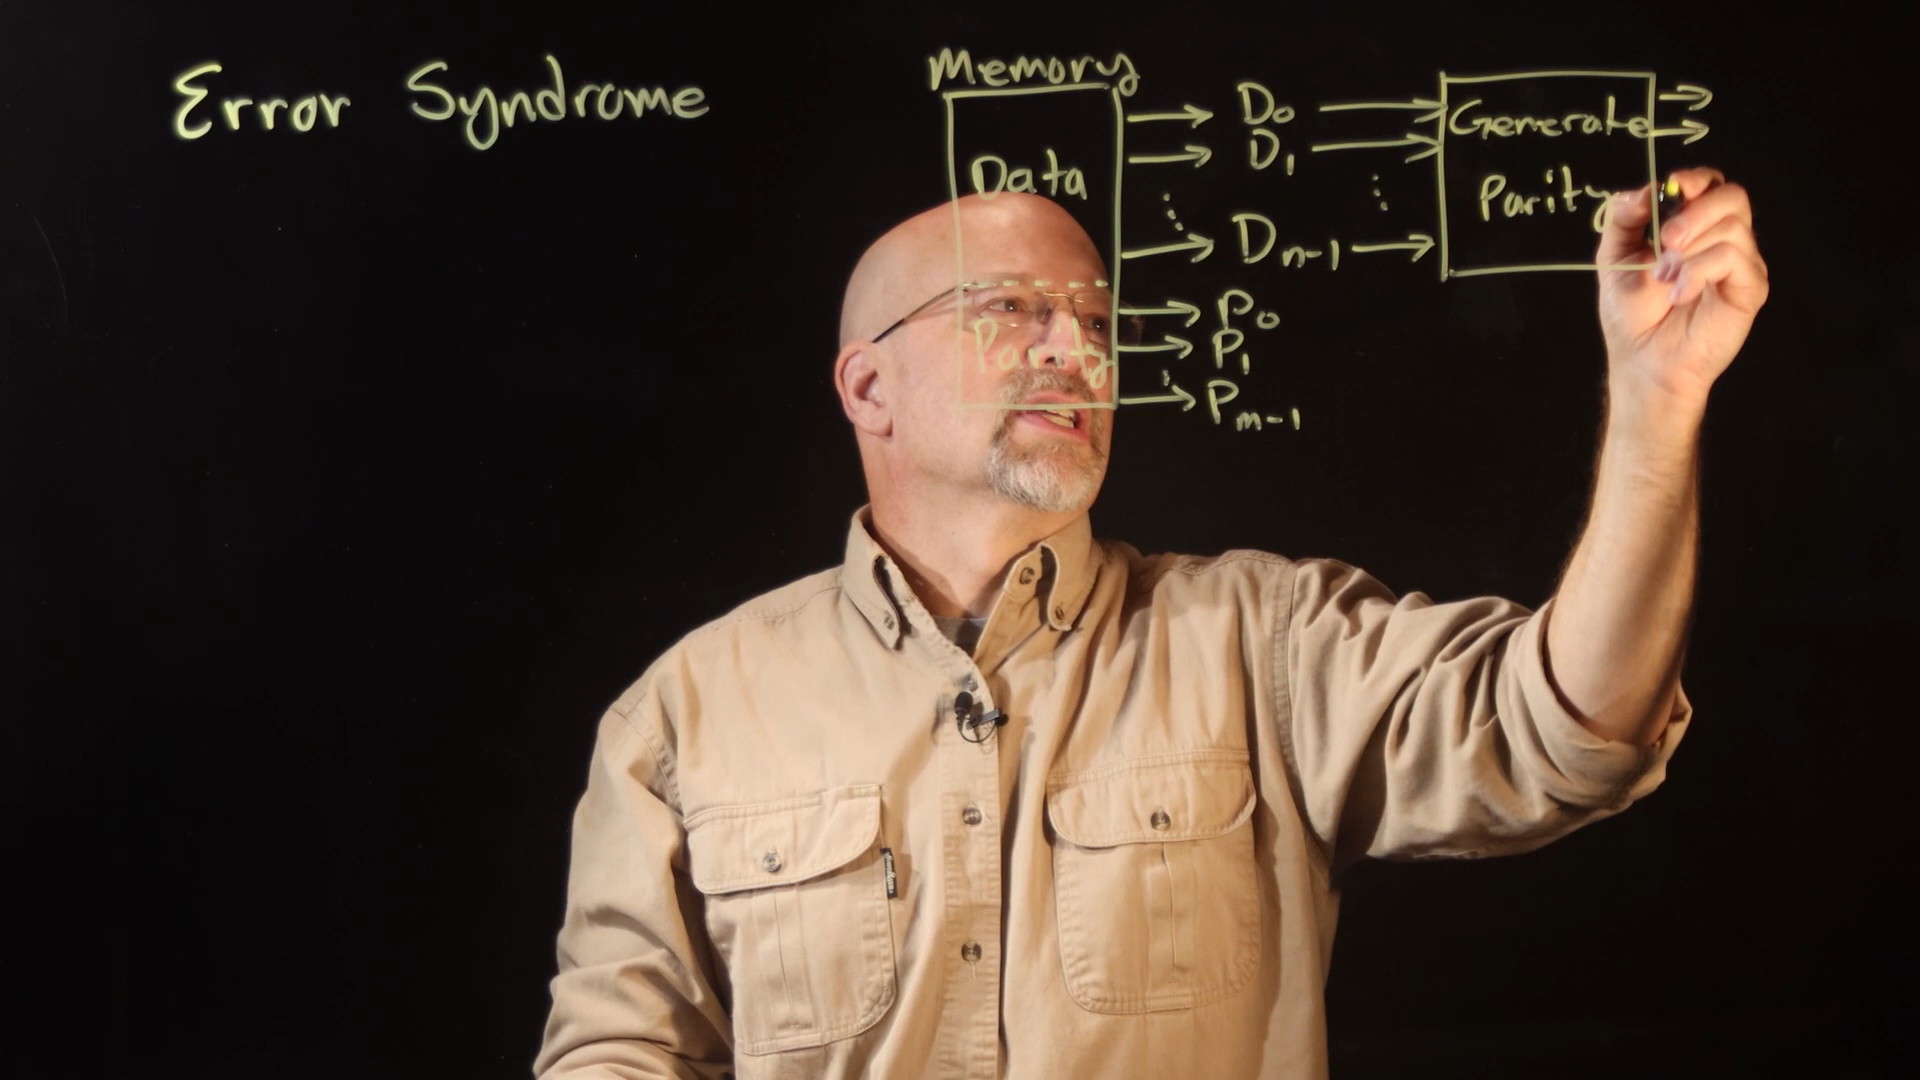 Error Syndrome
Memory
Data
Parity
D0
D1
Dn-1
P0
P1
Pm-1
Generate
Parity